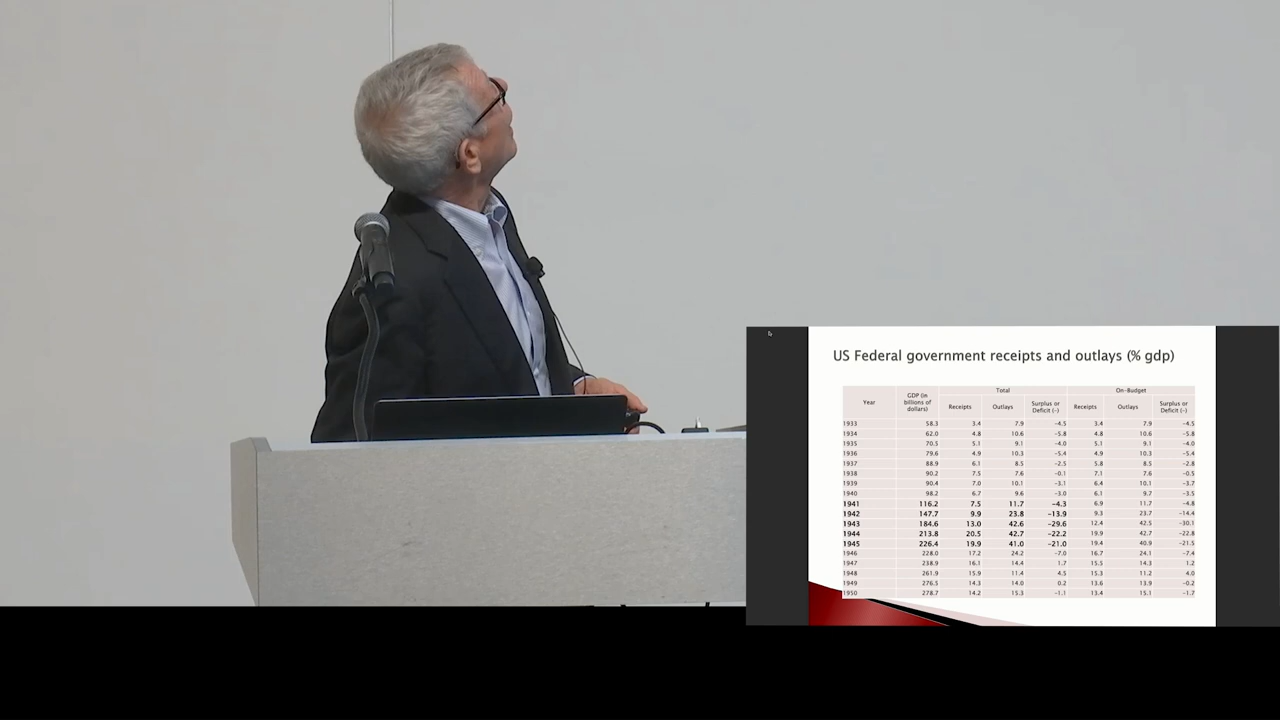 US Federal government receipts and outlays (% gdp)
Total On-Budget
Year GDP (in billions of dollars) Receipts Outlays Surplus or Deficit (-) Receipts Outlays Surplus or Deficit (-)
1933 58.3 3.4 7.9 -4.5 3.4 7.9 -4.5
1934 62.0 4.8 10.6 -5.8 4.8 10.6 -5.8
1935 70.5 5.1 9.1 -4.0 5.1 9.1 -4.0
1936 79.6 4.9 10.3 -5.4 4.9 10.3 -5.4
1937 88.9 6.1 8.5 -2.5 5.8 8.5 -2.8
1938 90.2 7.5 7.6 -0.1 7.1 7.6 -0.5
1939 90.4 7.0 10.1 -3.1 6.4 10.1 -3.7
1940 98.2 6.7 9.6 -3.0 6.1 9.7 -3.5
1941 116.2 7.5 11.7 -4.3 6.9 11.7 -4.8
1942 147.7 9.9 23.8 -13.9 9.3 23.7 -14.4
1943 184.6 13.0 42.6 -29.6 12.4 42.5 -30.1
1944 213.8 20.5 42.7 -22.2 19.9 42.7 -22.8
1945 226.4 19.9 41.0 -21.0 19.4 40.9 -21.5
1946 228.0 17.2 24.2 -7.0 16.7 24.1 -7.4
1947 238.9 16.1 14.4 1.7 15.5 14.3 1.2
1948 261.9 15.9 11.4 4.5 15.3 11.2 4.0
1949 276.5 14.3 14.0 0.2 13.6 13.9 -0.2
1950 278.7 14.2 15.3 -1.1 13.4 15.1 -1.7